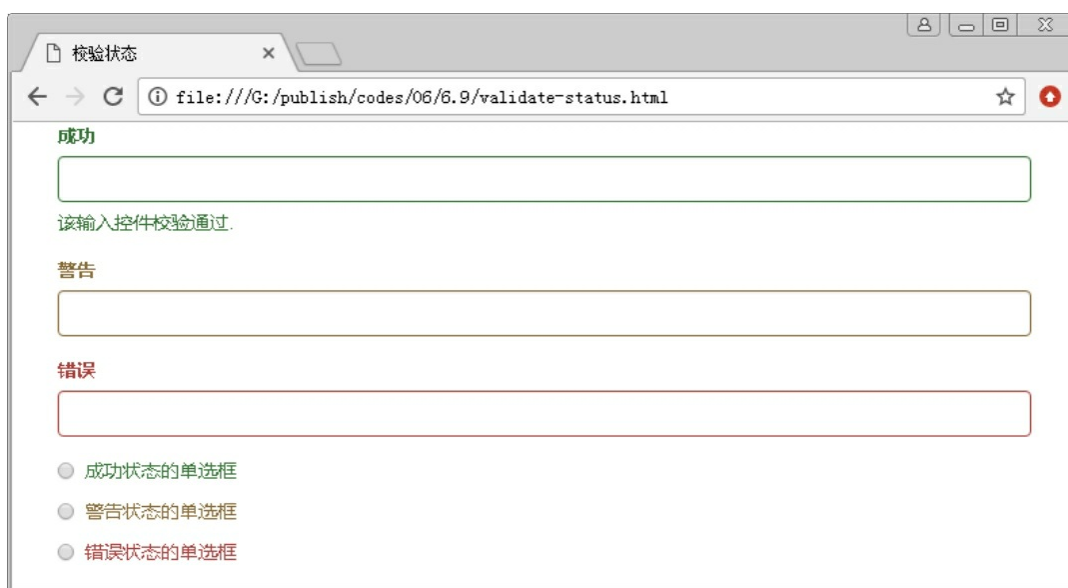 校验状态
file:///G:/publish/codes/06/6.9/validate-status.html
成功
该输入控件校验通过.
警告
错误
成功状态的单选框
警告状态的单选框
错误状态的单选框